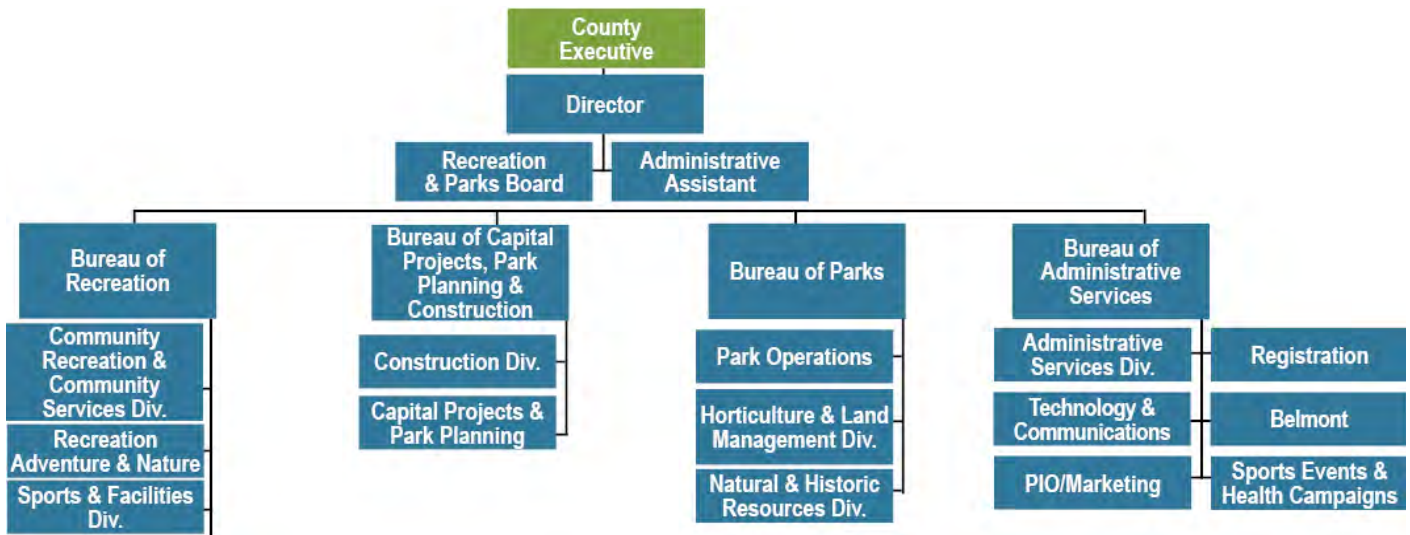 County
Executive
Director
Recreation
& Parks Board
Administrative
Assistant
Bureau of
Recreation
Bureau of Capital
Projects, Park
Planning &
Construction
Bureau of Parks
Bureau of
Administrative
Services
Community
Recreation &
Community
Services Div.
Recreation
Adventure & Nature
Sports & Facilities
Div.
Construction Div.
Capital Projects &
Park Planning
Park Operations
Horticulture & Land
Management Div.
Natural & Historic
Resources Div.
Administrative
Services Div.
Technology &
Communications
PIO/Marketing
Registration
Belmont
Sports Events &
Health Campaigns